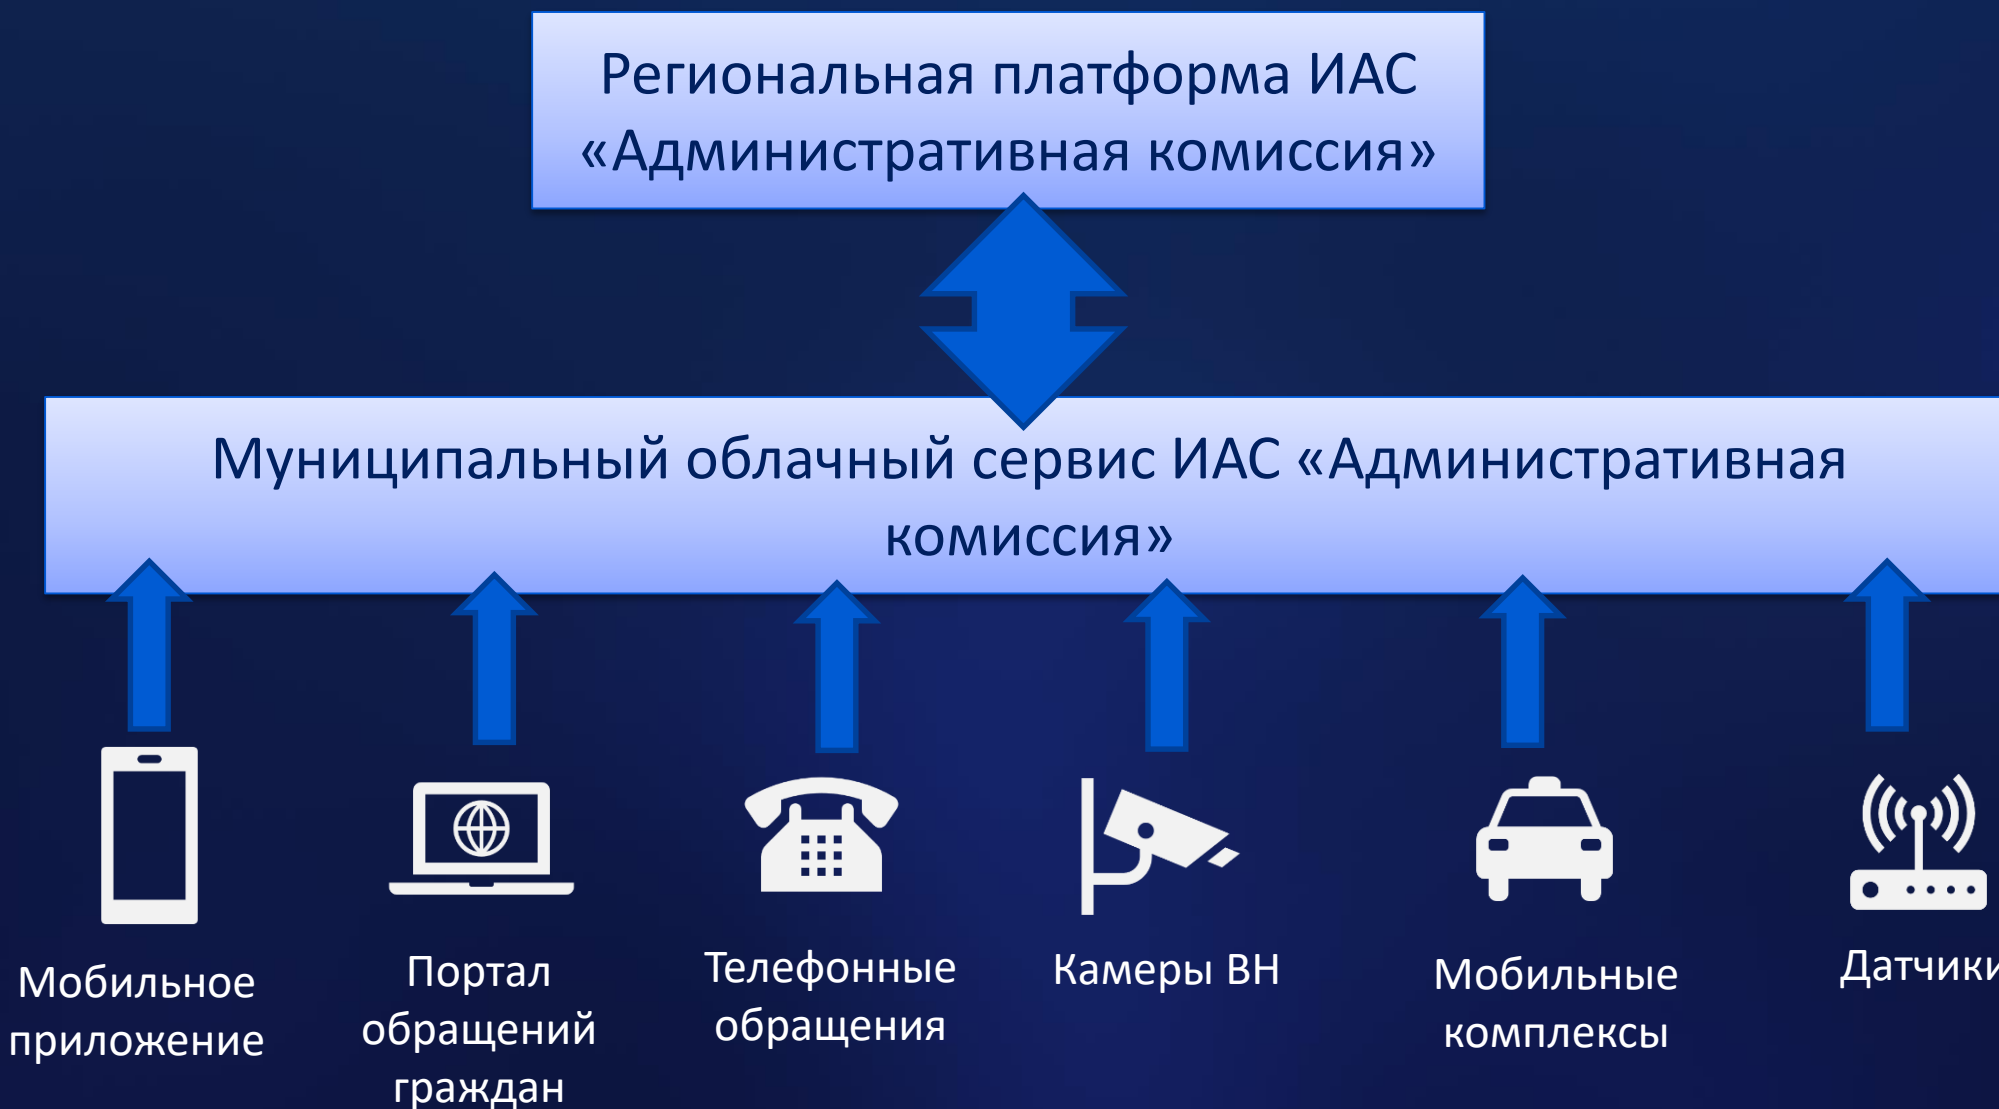 Региональная платформа ИАС
«Административная комиссия»
Муниципальный облачный сервис ИАС «Административная
комиссия»
Мобильное
приложение
Портал
обращений
граждан
Телефонные
обращения
Камеры ВН
Мобильные
комплексы
Датчики